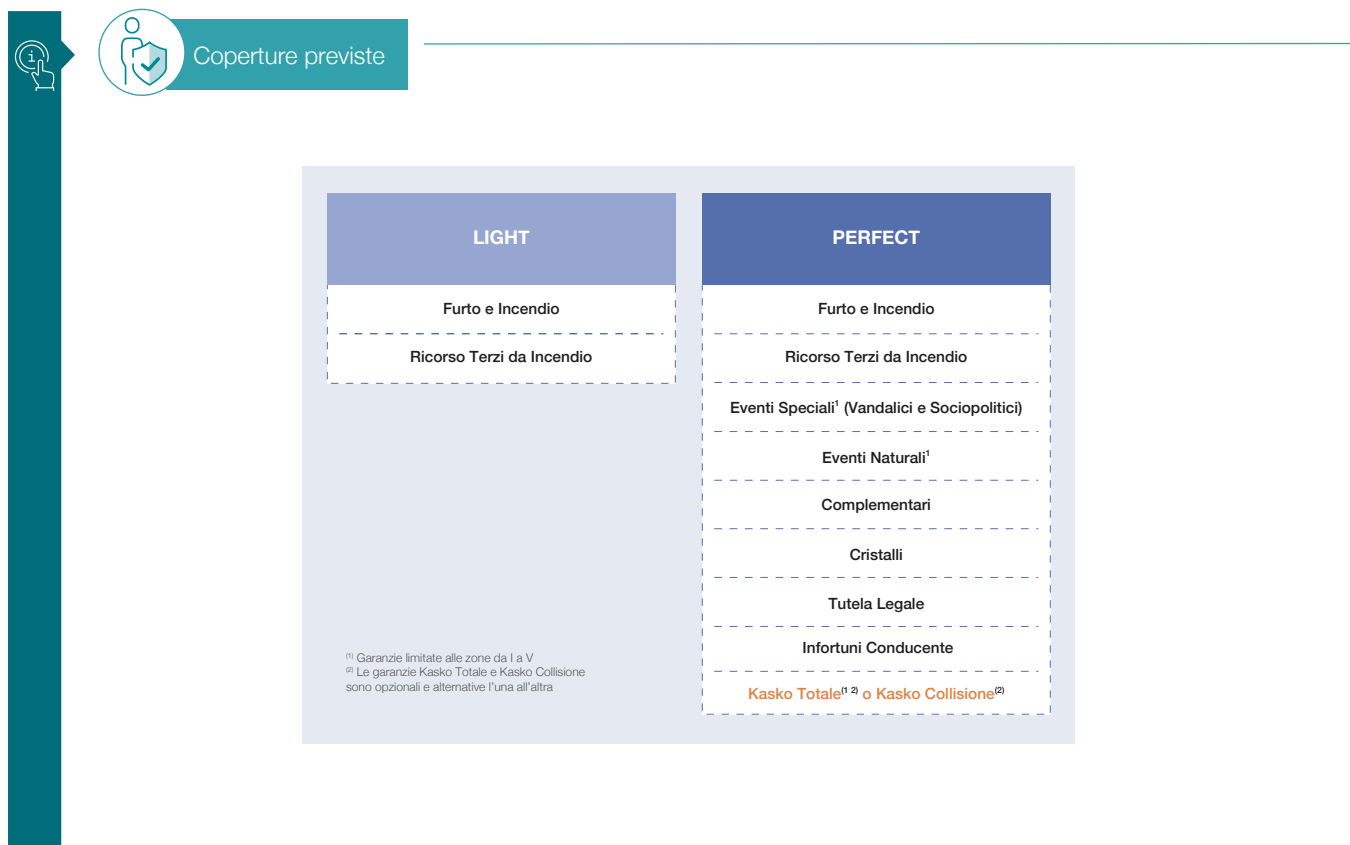 Coperture previste
LIGHT
Furto e Incendio
Ricorso Terzi da Incendio
(1) Garanzie limitate alle zone da I a V
(2) Le garanzie Kasko Totale e Kasko Collisione
sono opzionali e alternative l'una all'altra
PERFECT
Furto e Incendio
Ricorso Terzi da Incendio
Eventi Speciali¹ (Vandalici e Sociopolitici)
Eventi Naturali¹
Complementari
Cristalli
Tutela Legale
Infortuni Conducente
Kasko Totale(1 2) o Kasko Collisione(2)